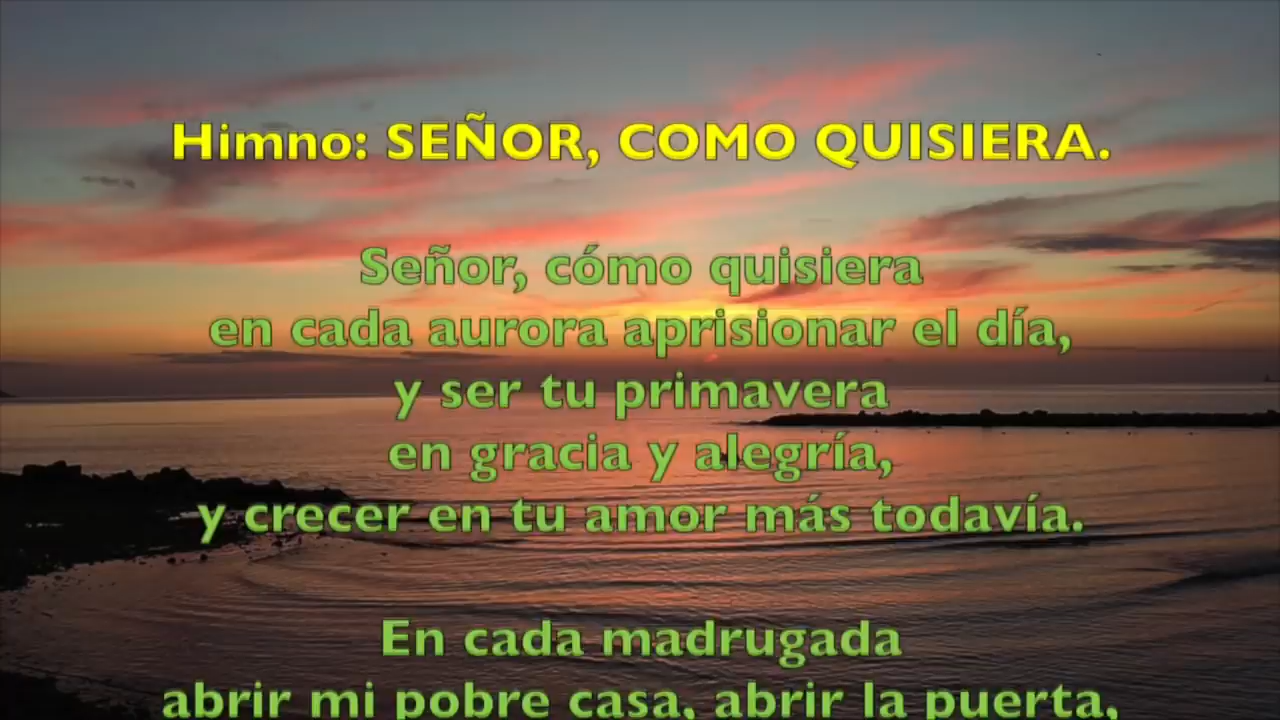 Himno: SEÑOR, COMO QUISIERA.
Señor, cómo quisiera
en cada aurora aprisionar el día,
y ser tu primavera
en gracia y alegría,
y crecer en tu amor más todavía.
En cada madrugada
abrir mi pobre casa, abrir la puerta,